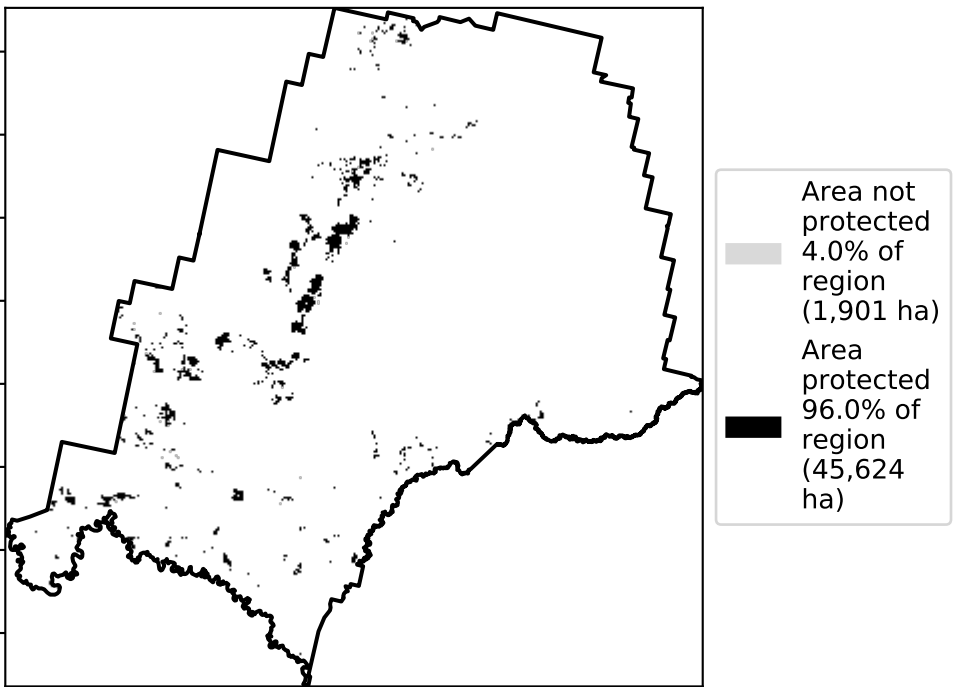 Area not
protected
4.0% of
region
(1,901 ha)
Area
protected
96.0% of
region
(45,624
ha)